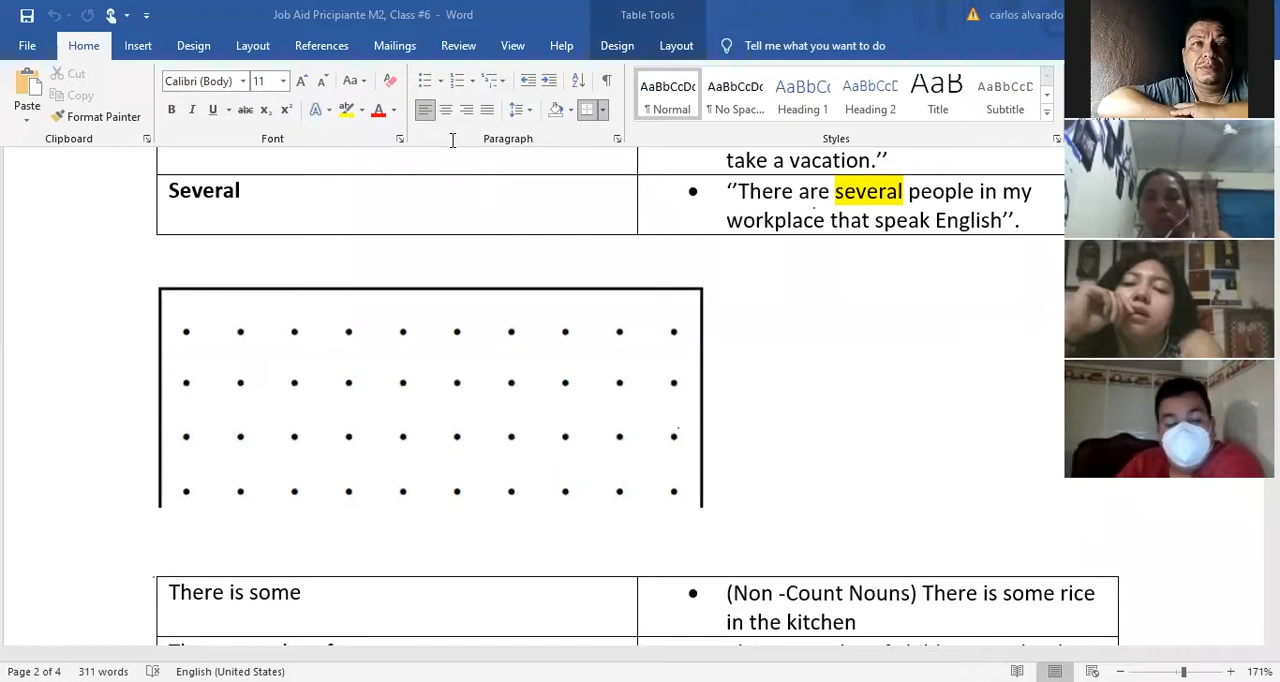 Job Aid Pricipiante M2, Class #6 - Word
Table Tools
carlos alvarado
File Home Insert Design Layout References Mailings Review View Help Design Layout Tell me what you want to do
Paste
Cut
Copy
Format Painter
Calibri (Body) 11
AaBbCcDc AaBbCcDc AaBbCc AaBbCcD AaB AaBbCcD
¶ Normal ¶ No Spac... Heading 1 Heading 2 Title Subtitle
Clipboard Font Paragraph Styles
take a vacation.’’
Several
• ‘’There are several people in my
workplace that speak English’’.
There is some
• (Non -Count Nouns) There is some rice
in the kitchen
Page 2 of 4 311 words English (United States) 171%